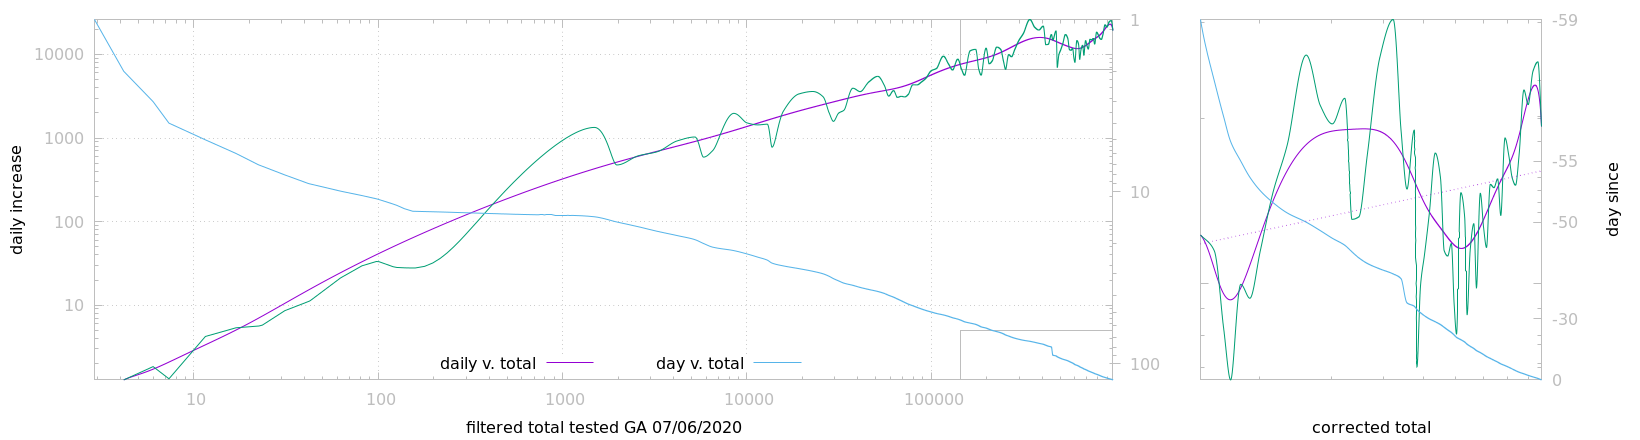 10000
1000
100
10
daily increase
10
100
1000
10000
100000
filtered total tested GA 07/06/2020
daily v. total
day v. total
1
10
100
-59
-55
-50
-30
0
day since
corrected total